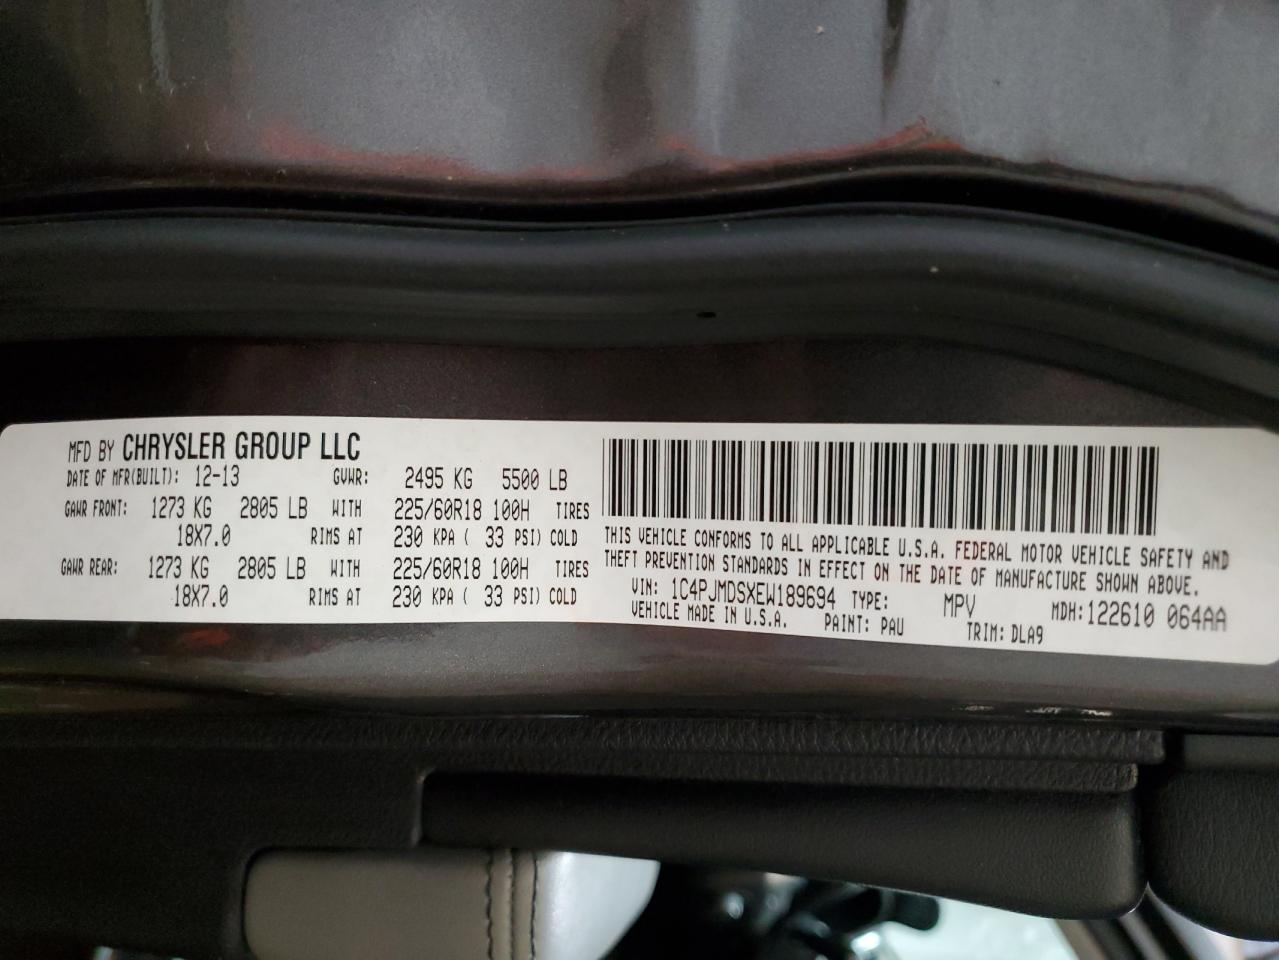 MFD BY CHRYSLER GROUP LLC
DATE OF MFR(BUILT): 12-13 GVWR: 2495 KG 5500 LB
GAWR FRONT: 1273 KG 2805 LB WITH 225/60R18 100H TIRES
18X7.0 RIMS AT 230 KPA ( 33 PSI) COLD
GAWR REAR: 1273 KG 2805 LB WITH 225/60R18 100H TIRES
18X7.0 RIMS AT 230 KPA ( 33 PSI) COLD
THIS VEHICLE CONFORMS TO ALL APPLICABLE U.S.A. FEDERAL MOTOR VEHICLE SAFETY AND
THEFT PREVENTION STANDARDS IN EFFECT ON THE DATE OF MANUFACTURE SHOWN ABOVE.
VIN: 1C4PJMDSXEW189694 TYPE: MPV MDH:122610 064AA
VEHICLE MADE IN U.S.A. PAINT: PAU TRIM: DLA9